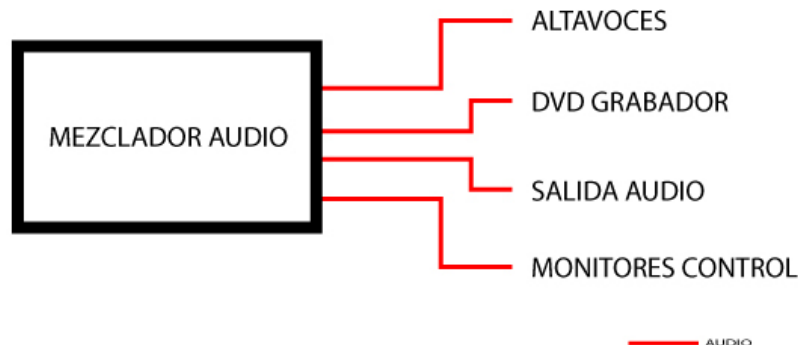 ALTAVOCES
DVD GRABADOR
MEZCLADOR AUDIO
SALIDA AUDIO
MONITORES CONTROL
AUDIO